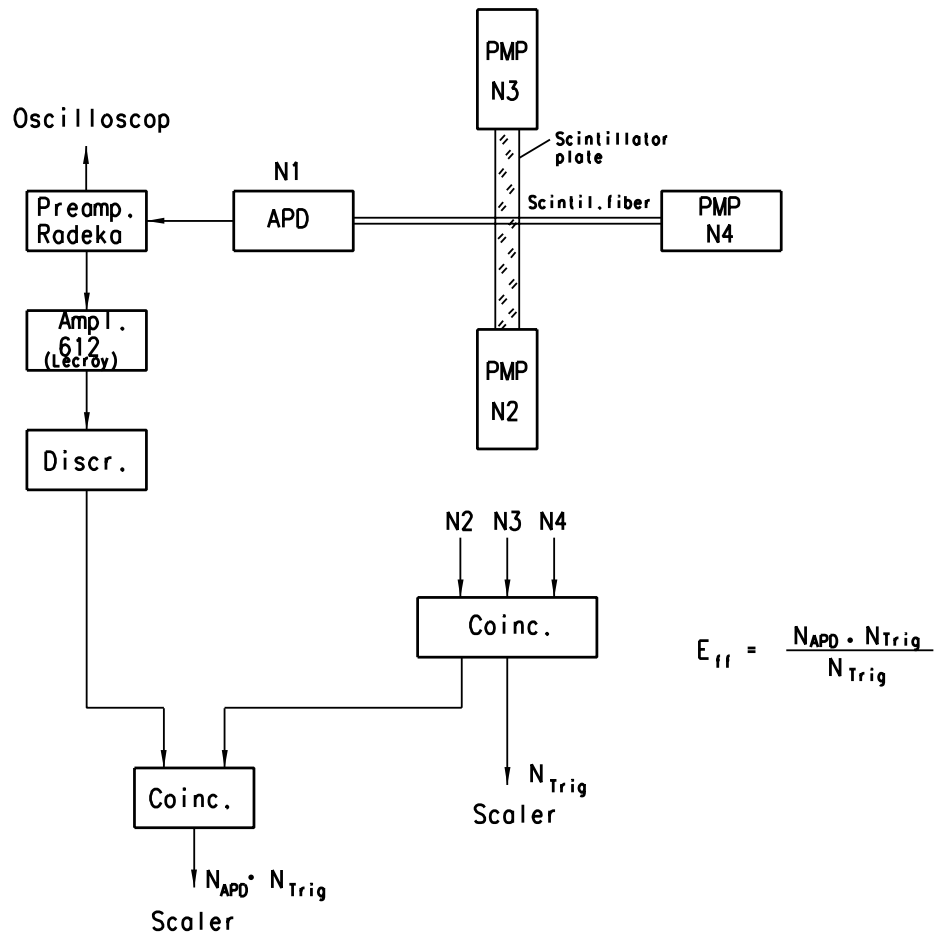 PMP
N3
Oscilloscop
Scintillator
plate
N1
Preamp.
Radeka
APD
Scintil.fiber
PMP
N4
Ampl.
612
(Lecroy)
PMP
N2
Discr.
N2 N3 N4
Coinc.
E_ff = N_APD · N_Trig
N_Trig
N_Trig
Scaler
Coinc.
N_APD · N_Trig
Scaler